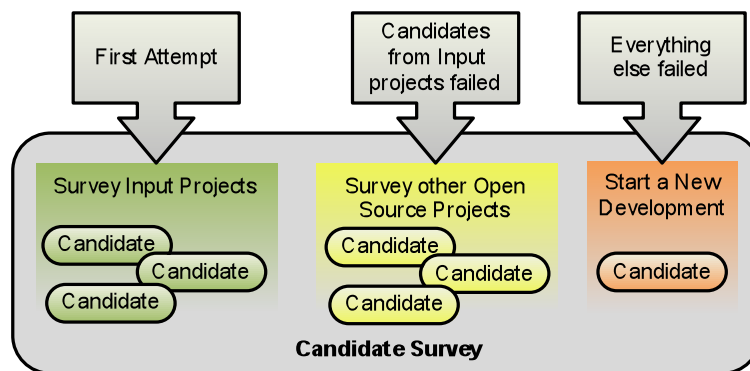 First Attempt
Candidates
from Input
projects failed
Everything
else failed
Survey Input Projects
Candidate
Candidate
Candidate
Survey other Open
Source Projects
Candidate
Candidate
Candidate
Start a New
Development
Candidate
Candidate Survey